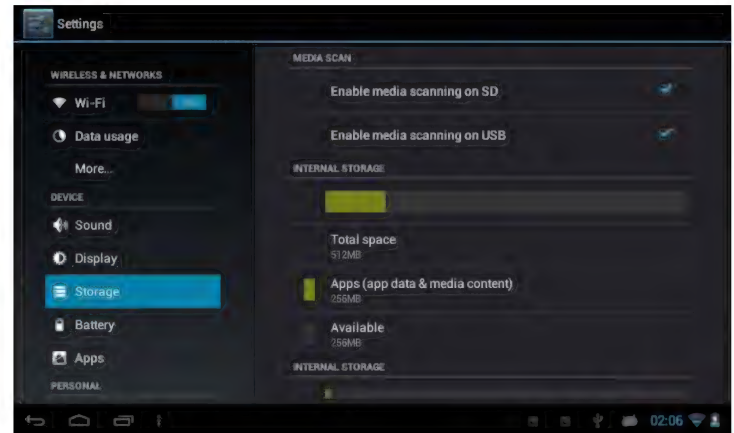 Settings
WIRELESS & NETWORKS
Wi-Fi
Data usage
More...
DEVICE
Sound
Display
Storage
Battery
Apps
PERSONAL
MEDIA SCAN
Enable media scanning on SD
Enable media scanning on USB
INTERNAL STORAGE
Total space
512MB
Apps (app data & media content)
256MB
Available
256MB
INTERNAL STORAGE
02:06